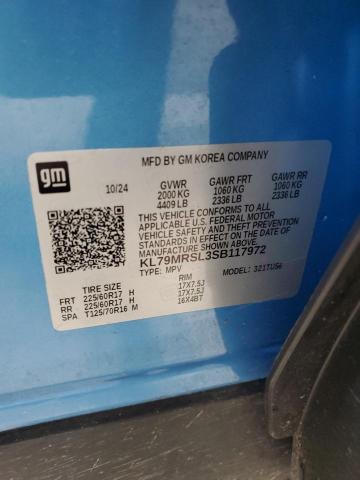 gm
MFD BY GM KOREA COMPANY
10/24 GVWR GAWR FRT GAWR RR
2000 KG 1060 KG 1060 KG
4409 LB 2336 LB 2336 LB
THIS VEHICLE CONFORMS TO ALL
APPLICABLE U.S. FEDERAL MOTOR
VEHICLE SAFETY AND THEFT PREVENTION
STANDARDS IN EFFECT ON THE DATE OF
MANUFACTURE SHOWN ABOVE.
KL79MRSL3SB117972
TYPE: MPV MODEL: 321TU56
TIRE SIZE RIM
FRT 225/60R17 H 17X7.5J
RR 225/60R17 H 17X7.5J
SPA T125/70R16 M 16X4BT